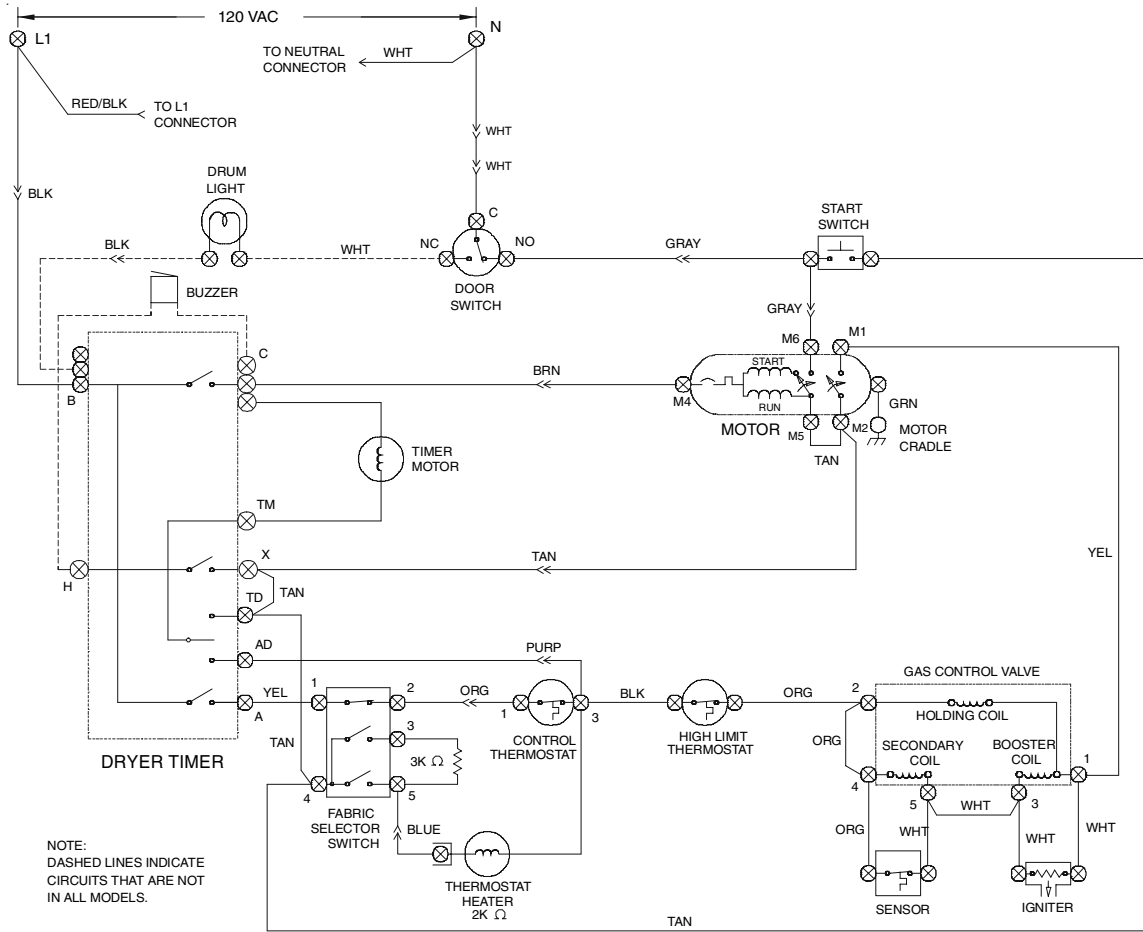 120 VAC
L1
N
TO NEUTRAL
CONNECTOR
WHT
RED/BLK
TO L1
CONNECTOR
WHT
WHT
BLK
DRUM
LIGHT
C
START
SWITCH
BLK
WHT
NC
NO
GRAY
DOOR
SWITCH
BUZZER
GRAY
M6
M1
C
START
BRN
B
M4
RUN
GRN
MOTOR
M5
M2
MOTOR
CRADLE
TAN
TIMER
MOTOR
TM
X
TAN
YEL
H
TAN
TD
AD
PURP
GAS CONTROL VALVE
YEL
1
2
ORG
BLK
ORG
2
A
1
3
HOLDING COIL
CONTROL
THERMOSTAT
HIGH LIMIT
THERMOSTAT
TAN
3
ORG
SECONDARY
COIL
BOOSTER
COIL
DRYER TIMER
3K Ω
1
4
5
4
5
WHT
3
FABRIC
SELECTOR
SWITCH
BLUE
ORG
WHT
WHT
WHT
NOTE:
DASHED LINES INDICATE
CIRCUITS THAT ARE NOT
IN ALL MODELS.
THERMOSTAT
HEATER
2K Ω
SENSOR
IGNITER
TAN